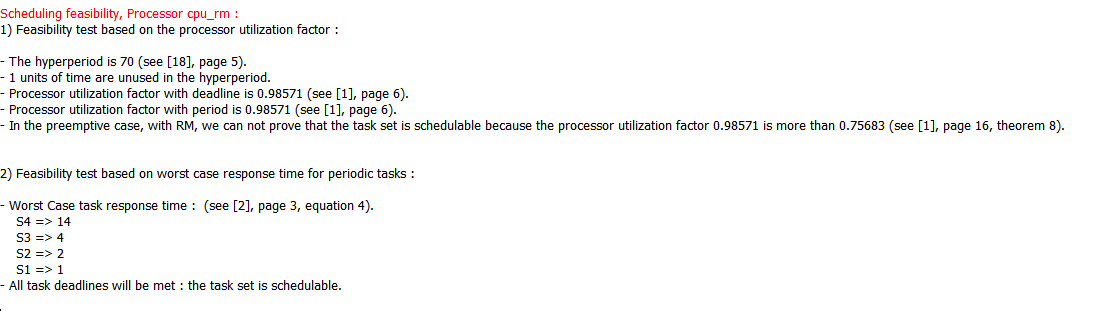 Scheduling feasibility, Processor cpu_rm :
1) Feasibility test based on the processor utilization factor :
- The hyperperiod is 70 (see [18], page 5).
- 1 units of time are unused in the hyperperiod.
- Processor utilization factor with deadline is 0.98571 (see [1], page 6).
- Processor utilization factor with period is 0.98571 (see [1], page 6).
- In the preemptive case, with RM, we can not prove that the task set is schedulable because the processor utilization factor 0.98571 is more than 0.75683 (see [1], page 16, theorem 8).
2) Feasibility test based on worst case response time for periodic tasks :
- Worst Case task response time :  (see [2], page 3, equation 4).
S4 => 14
S3 => 4
S2 => 2
S1 => 1
- All task deadlines will be met : the task set is schedulable.